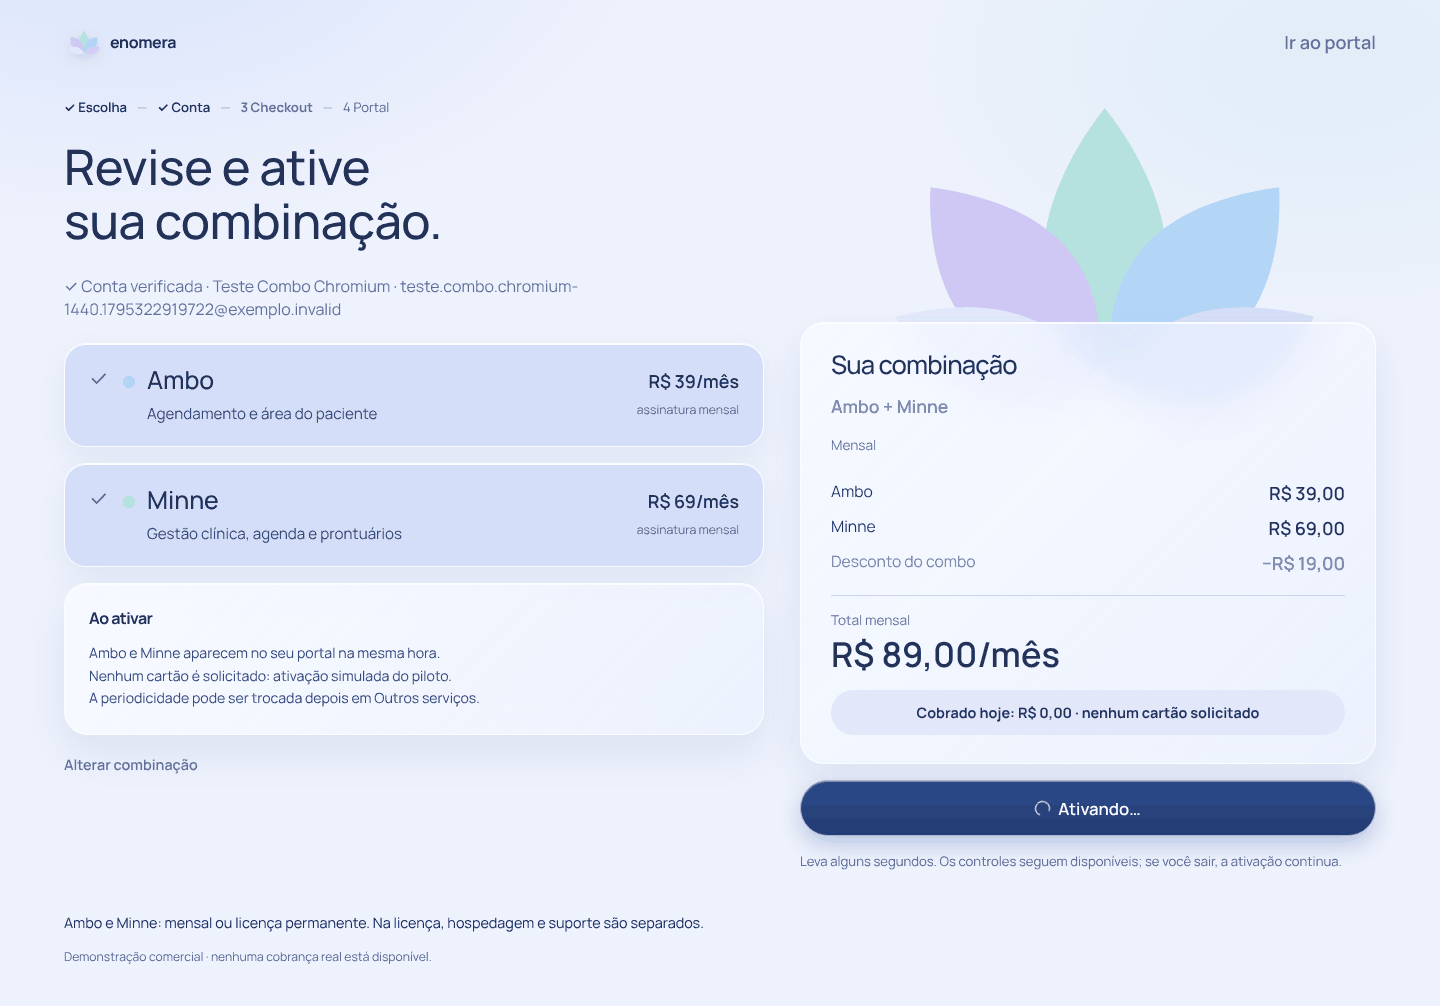 enomera
Ir ao portal
✓ Escolha — ✓ Conta — 3 Checkout — 4 Portal
Revise e ative
sua combinação.
✓ Conta verificada · Teste Combo Chromium · teste.combo.chromium-
1440.1795322919722@exemplo.invalid
Ambo
R$ 39/mês
Agendamento e área do paciente
assinatura mensal
Minne
R$ 69/mês
Gestão clínica, agenda e prontuários
assinatura mensal
Ao ativar
Ambo e Minne aparecem no seu portal na mesma hora.
Nenhum cartão é solicitado: ativação simulada do piloto.
A periodicidade pode ser trocada depois em Outros serviços.
Alterar combinação
Sua combinação
Ambo + Minne
Mensal
Ambo R$ 39,00
Minne R$ 69,00
Desconto do combo −R$ 19,00
Total mensal
R$ 89,00/mês
Cobrado hoje: R$ 0,00 · nenhum cartão solicitado
Ativando...
Leva alguns segundos. Os controles seguem disponíveis; se você sair, a ativação continua.
Ambo e Minne: mensal ou licença permanente. Na licença, hospedagem e suporte são separados.
Demonstração comercial · nenhuma cobrança real está disponível.